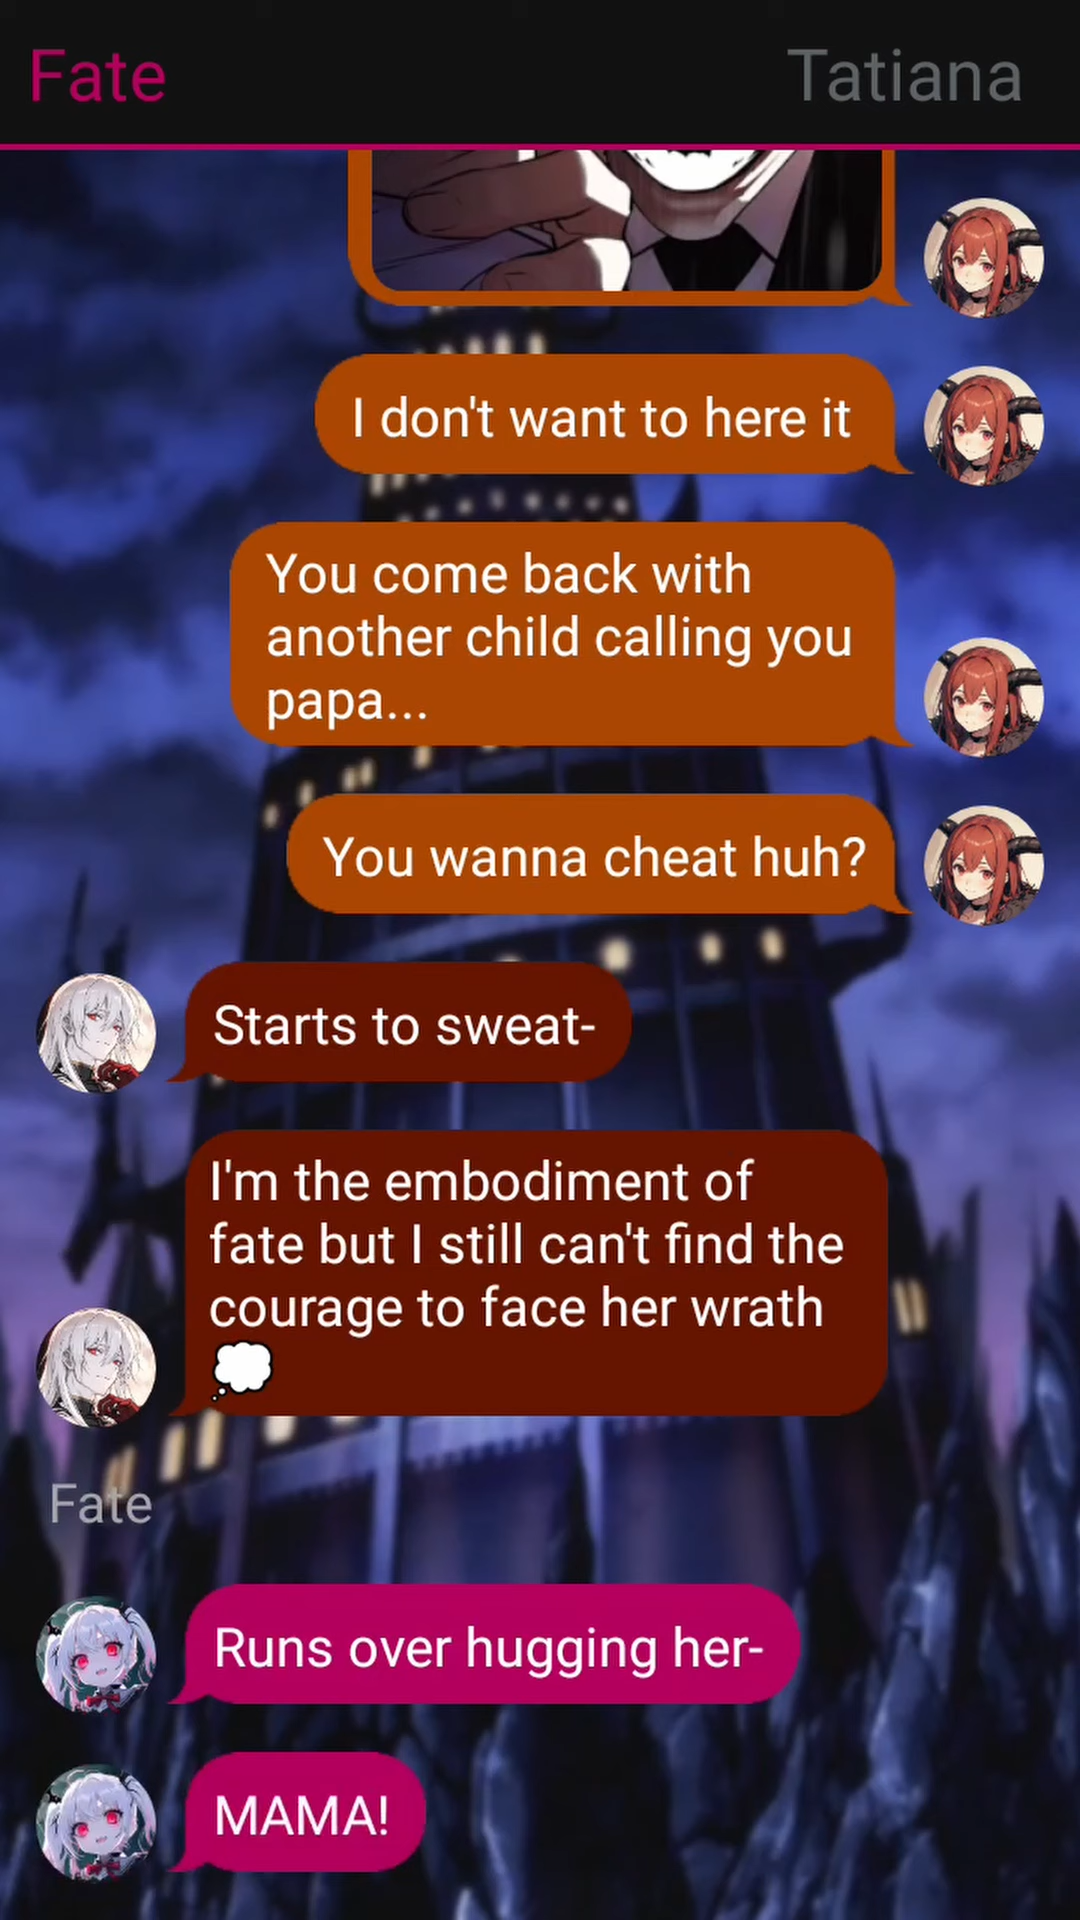 Fate
Tatiana
I don't want to here it
You come back with
another child calling you
papa...
You wanna cheat huh?
Starts to sweat-
I'm the embodiment of
fate but I still can't find the
courage to face her wrath
💭
Fate
Runs over hugging her-
MAMA!